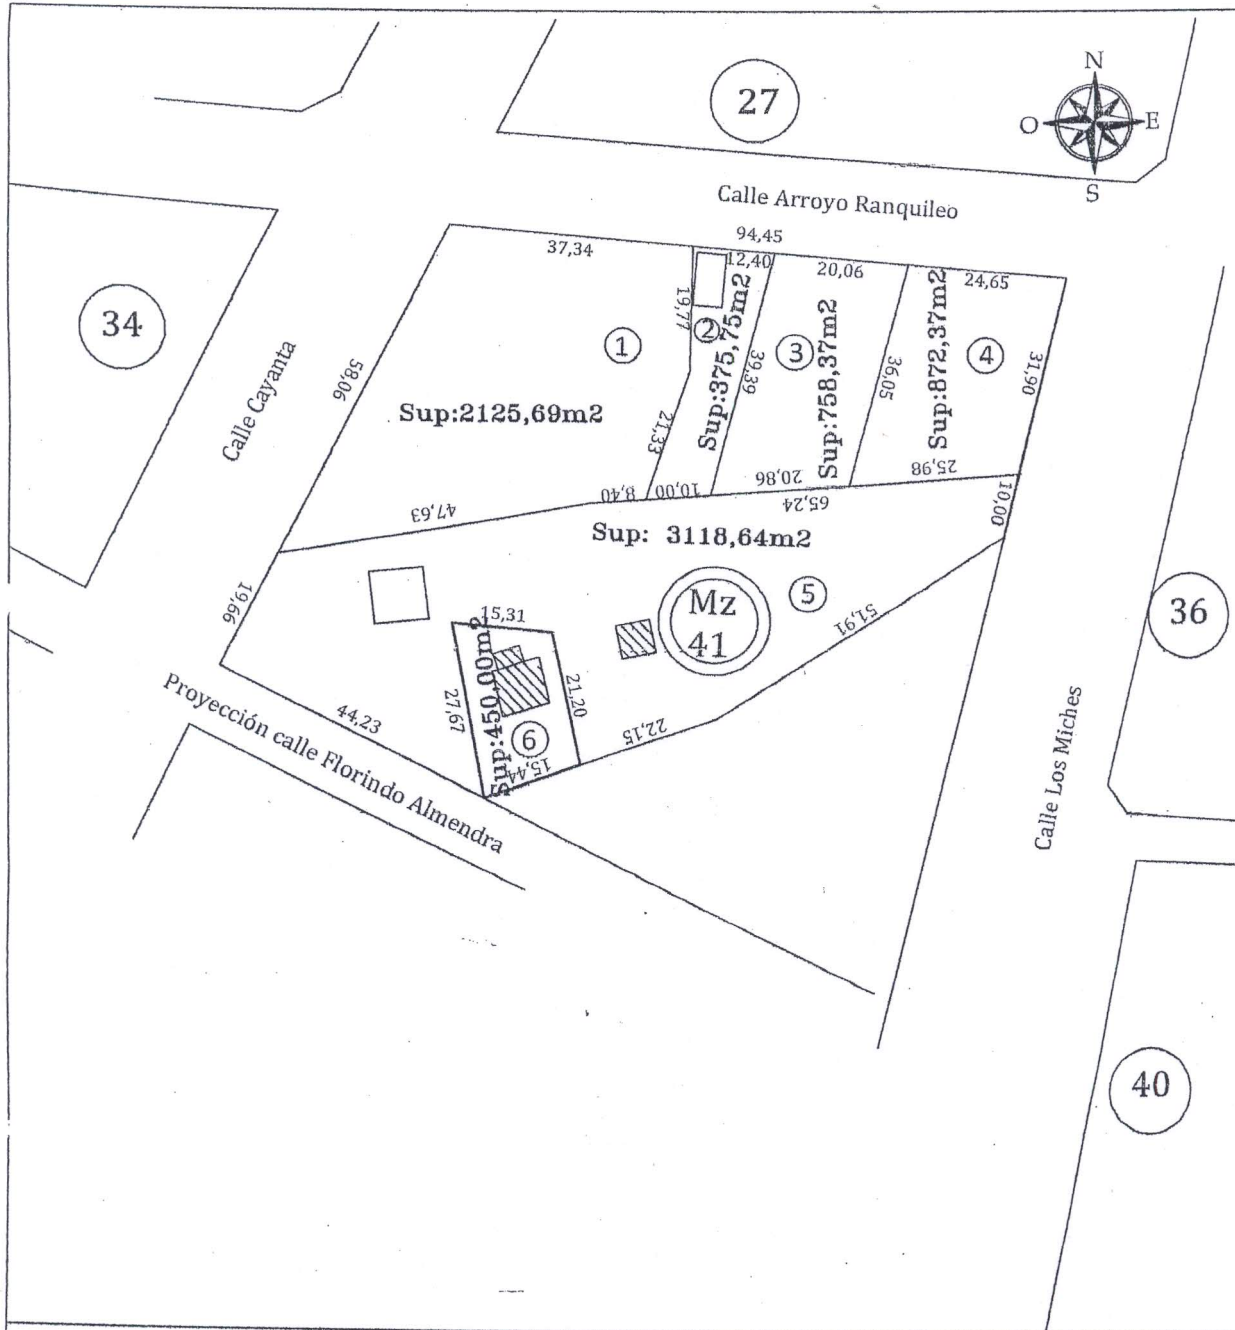 27
N
O
E
S
Calle Arroyo Ranquileo
94,45
37,34
12,40
20,06
24,65
34
Calle Cayanta
58,06
1
19,77
2
Sup:375,75m2
39,39
3
Sup:758,37m2
36,05
Sup:872,37m2
4
31,90
Sup:2125,69m2
21,33
47,63
8,40
10,00
20,86
65,24
25,98
10,00
Sup: 3118,64m2
19,66
Mz
41
5
51,91
36
15,31
Sup:450,00m2
27,67
21,20
6
15,44
22,15
44,23
Proyección calle Florindo Almendra
Calle Los Miches
40